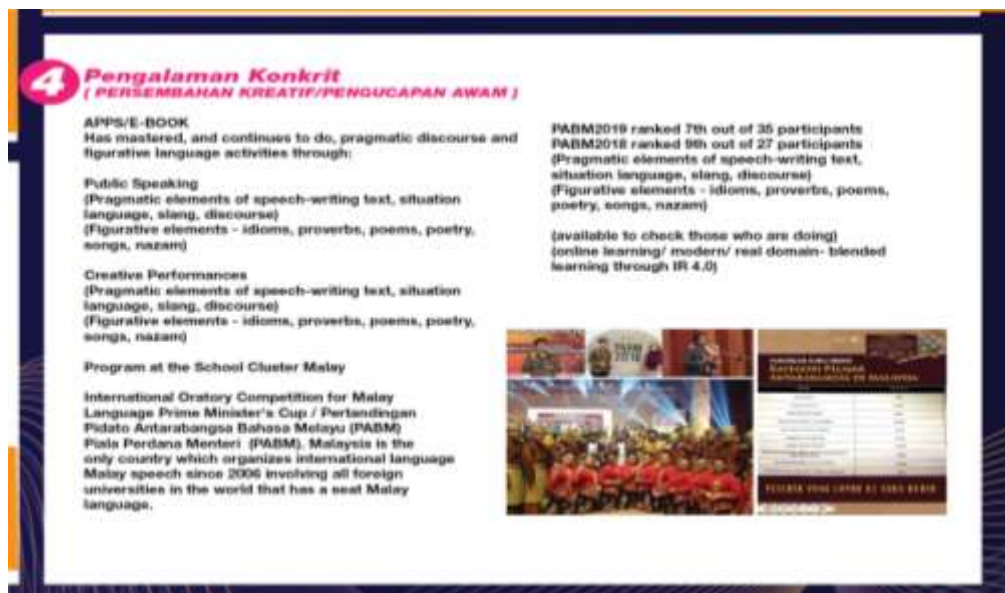 4
Pengalaman Konkrit
( PERSEMBAHAN KREATIF/PENGUCAPAN AWAM )
APPS/E-BOOK
Has mastered, and continues to do, pragmatic discourse and
figurative language activities through:
Public Speaking
(Pragmatic elements of speech-writing text, situation
language, slang, discourse)
(Figurative elements - idioms, proverbs, poems, poetry,
songs, nazam)
Creative Performances
(Pragmatic elements of speech-writing text, situation
language, slang, discourse)
(Figurative elements - idioms, proverbs, poems, poetry,
songs, nazam)
Program at the School Cluster Malay
International Oratory Competition for Malay
Language Prime Minister's Cup / Pertandingan
Pidato Antarabangsa Bahasa Melayu (PABM)
Piala Perdana Menteri (PABM). Malaysia is the
only country which organizes international language
Malay speech since 2006 involving all foreign
universities in the world that has a seat Malay
language.
PABM2019 ranked 7th out of 35 participants
PABM2018 ranked 9th out of 27 participants
(Pragmatic elements of speech-writing text,
situation language, slang, discourse)
(Figurative elements - idioms, proverbs, poems,
poetry, songs, nazam)
(available to check those who are doing)
(online learning/ modern/ real domain- blended
learning through IR 4.0)
PABM
2018
KATEGORI PELAJAR
ANTARABANGSA DI MALAYSIA